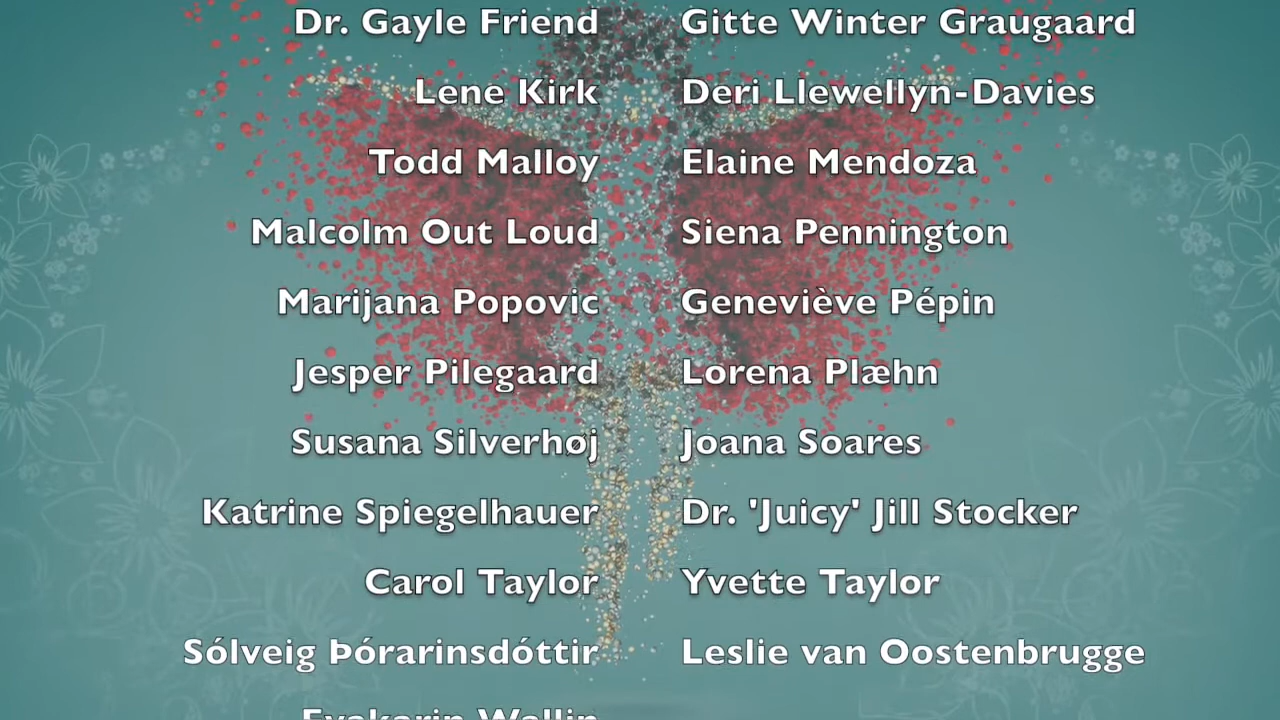 Dr. Gayle Friend Gitte Winter Graugaard
Lene Kirk Deri Llewellyn-Davies
Todd Malloy Elaine Mendoza
Malcolm Out Loud Siena Pennington
Marijana Popovic Geneviève Pépin
Jesper Pilegaard Lorena Plæhn
Susana Silverhøj Joana Soares
Katrine Spiegelhauer Dr. 'Juicy' Jill Stocker
Carol Taylor Yvette Taylor
Sólveig Þórarinsdóttir Leslie van Oostenbrugge
Evakarin Wallin